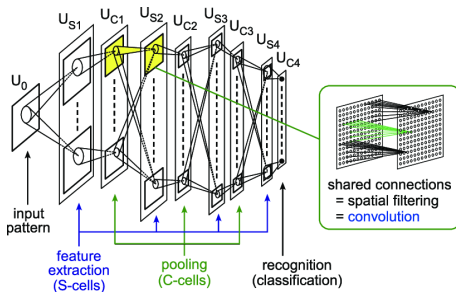 U0
US1
UC1
US2
UC2
US3
UC3
US4
UC4
input
pattern
feature
extraction
(S-cells)
pooling
(C-cells)
recognition
(classification)
shared connections
= spatial filtering
= convolution